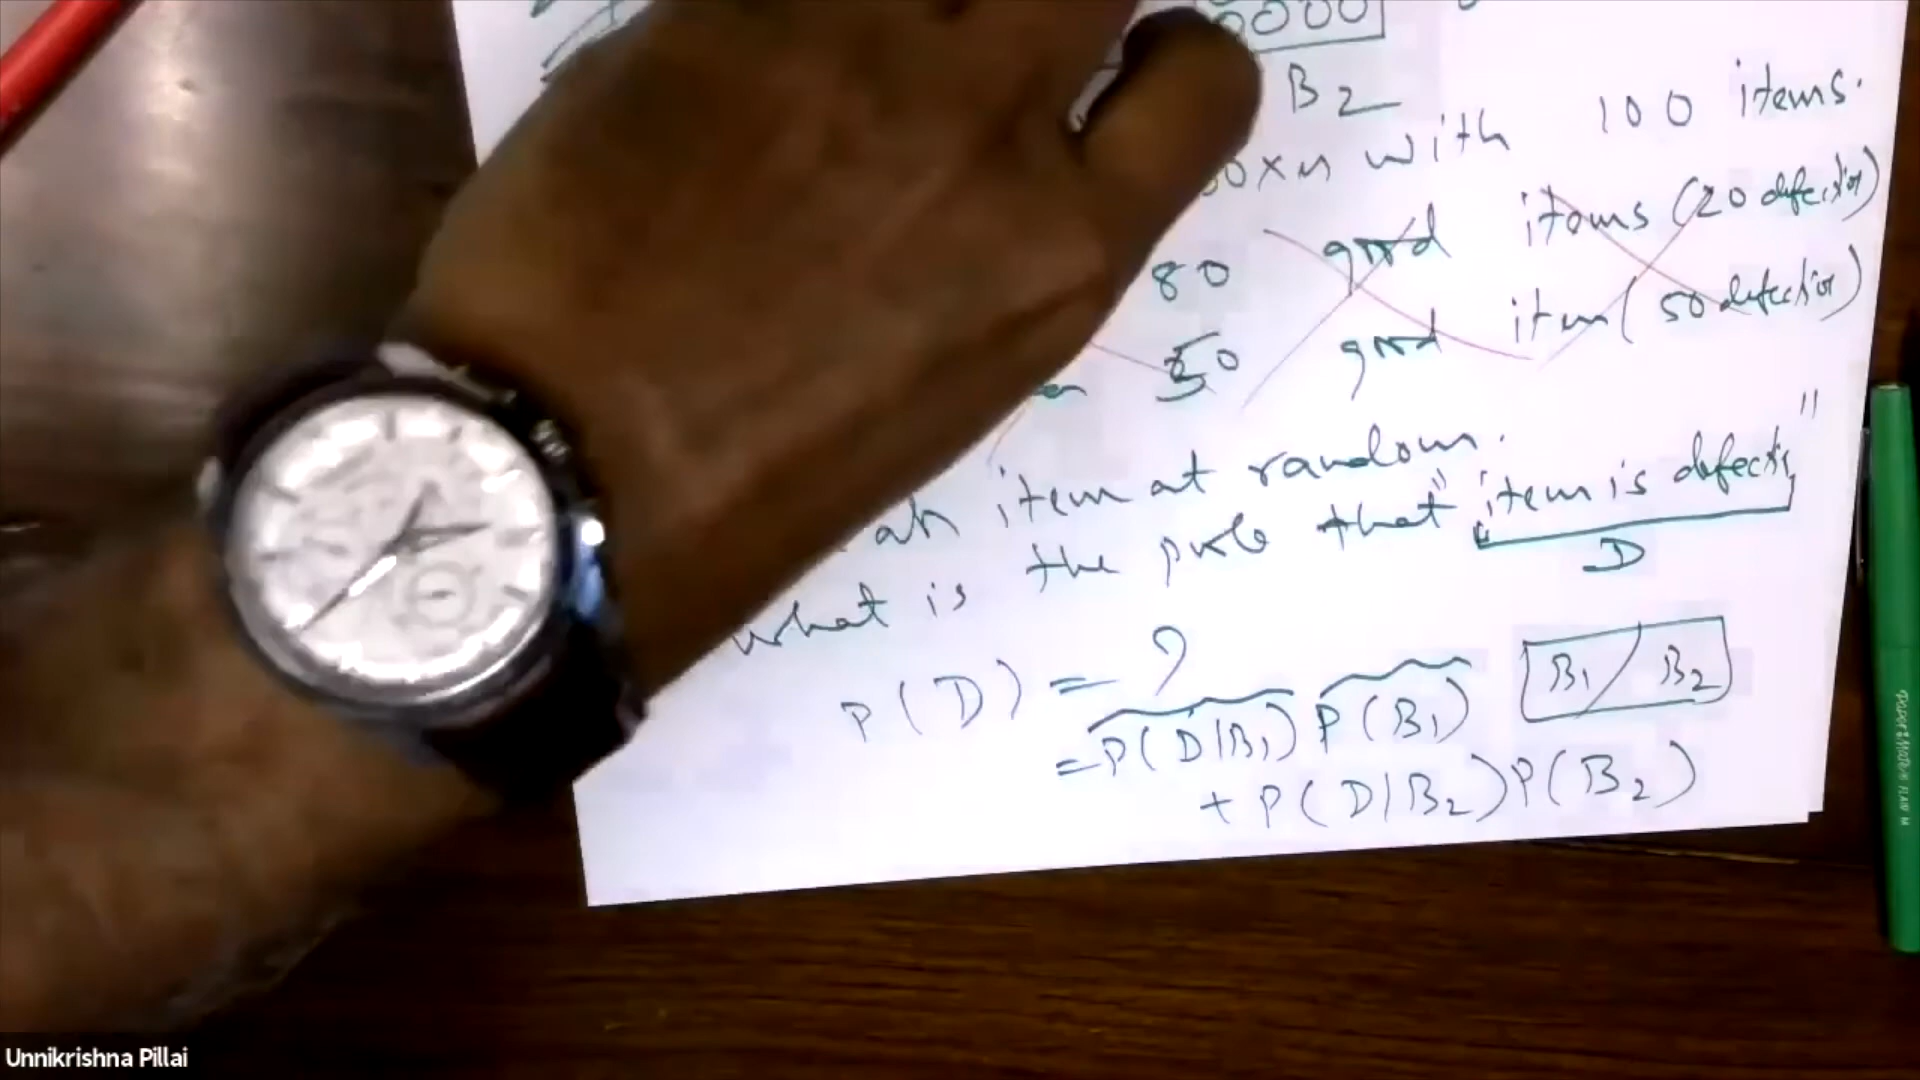 0000
B2
with 100 items.
80 good items (20 defective)
50 good item (50 defective)
item at random.
what is the prob that "item is defective"
D
P(D) = ?
= P(D|B1) P(B1)
B1 / B2
+ P(D|B2) P(B2)
Unnikrishna Pillai